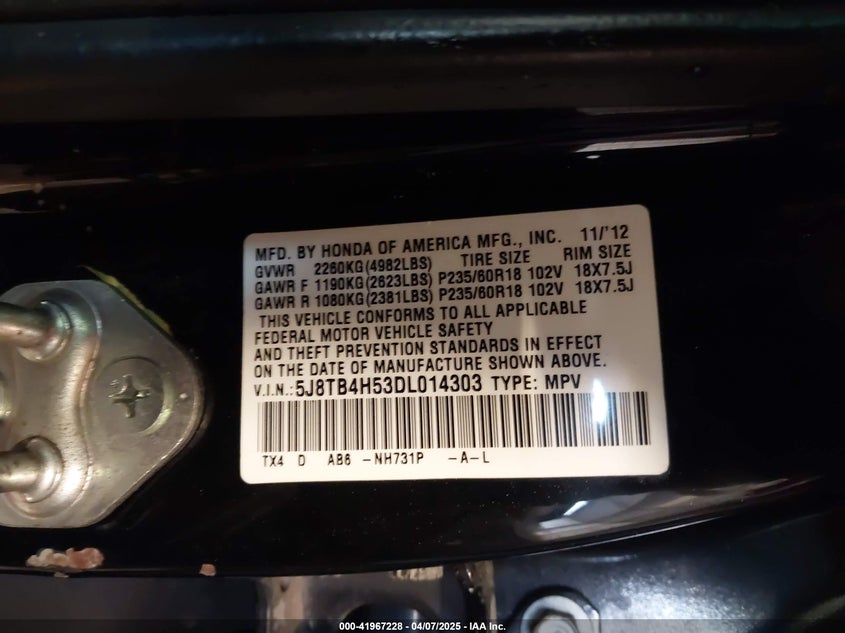 MFD. BY HONDA OF AMERICA MFG., INC. 11/'12
GVWR 2260KG(4982LBS) TIRE SIZE RIM SIZE
GAWR F 1190KG(2623LBS) P235/60R18 102V 18X7.5J
GAWR R 1080KG(2381LBS) P235/60R18 102V 18X7.5J
THIS VEHICLE CONFORMS TO ALL APPLICABLE
FEDERAL MOTOR VEHICLE SAFETY
AND THEFT PREVENTION STANDARDS IN EFFECT
ON THE DATE OF MANUFACTURE SHOWN ABOVE.
V.I.N.: 5J8TB4H53DL014303 TYPE: MPV
TX4 D AB6 -NH731P -A-L
000-41967228 - 04/07/2025 - IAA Inc.